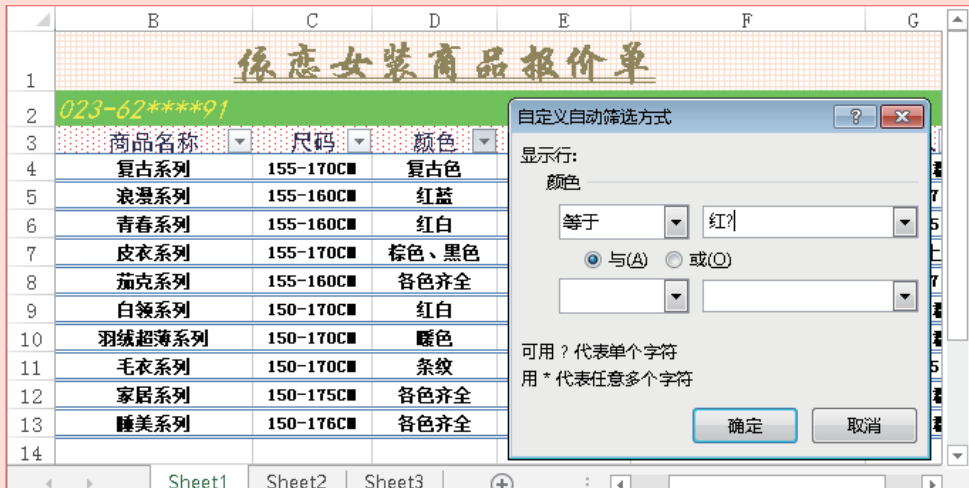 B C D E F G
1 依恋女装商品报价单
2 023-62****91
3 商品名称 尺码 颜色
4 复古系列 155-170CM 复古色
5 浪漫系列 155-160CM 红蓝
6 青春系列 155-160CM 红白
7 皮衣系列 155-170CM 棕色、黑色
8 茄克系列 155-160CM 各色齐全
9 白领系列 150-170CM 红白
10 羽绒超薄系列 150-170CM 暖色
11 毛衣系列 150-170CM 条纹
12 家居系列 150-175CM 各色齐全
13 睡美系列 150-176CM 各色齐全
14
自定义自动筛选方式
显示行:
颜色
等于 红?
与(A) 或(O)
可用 ? 代表单个字符
用 * 代表任意多个字符
确定 取消
Sheet1 Sheet2 Sheet3